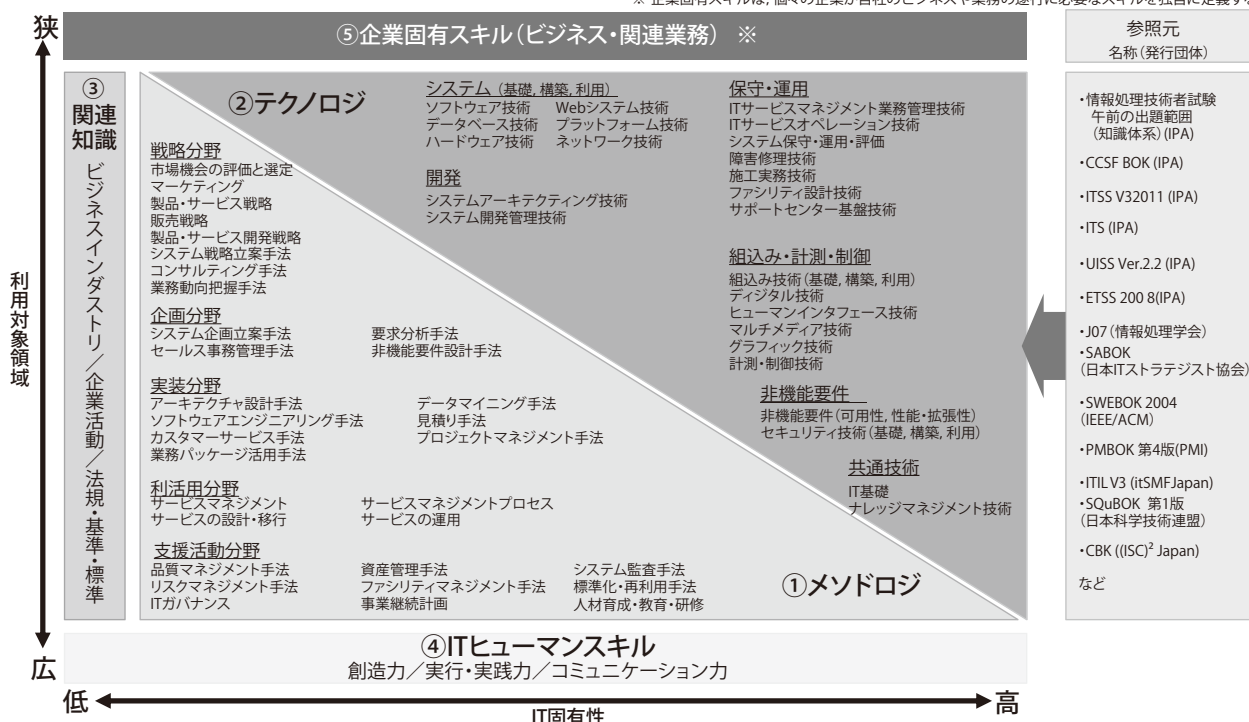 ※ 企業固有スキルは, 個々の企業が自社のビジネスや業務の遂行に必要なスキルを独自に定義する
狭
⑤企業固有スキル(ビジネス・関連業務) ※
参照元
名称(発行団体)
利用対象領域
③
関連
知識
ビジネスインダストリ/企業活動/法規・基準・標準
②テクノロジ
システム (基礎, 構築, 利用)
ソフトウェア技術 Webシステム技術
データベース技術 プラットフォーム技術
ハードウェア技術 ネットワーク技術
開発
システムアーキテクティング技術
システム開発管理技術
保守・運用
ITサービスマネジメント業務管理技術
ITサービスオペレーション技術
システム保守・運用・評価
障害修理技術
施工実務技術
ファシリティ設計技術
サポートセンター基盤技術
組込み・計測・制御
組込み技術(基礎, 構築, 利用)
ディジタル技術
ヒューマンインタフェース技術
マルチメディア技術
グラフィック技術
計測・制御技術
非機能要件
非機能要件(可用性, 性能・拡張性)
セキュリティ技術(基礎, 構築, 利用)
共通技術
IT基礎
ナレッジマネジメント技術
戦略分野
市場機会の評価と選定
マーケティング
製品・サービス戦略
販売戦略
製品・サービス開発戦略
システム戦略立案手法
コンサルティング手法
業務動向把握手法
企画分野
システム企画立案手法 要求分析手法
セールス事務管理手法 非機能要件設計手法
実装分野
アーキテクチャ設計手法 データマイニング手法
ソフトウェアエンジニアリング手法 見積り手法
カスタマーサービス手法 プロジェクトマネジメント手法
業務パッケージ活用手法
利活用分野
サービスマネジメント サービスマネジメントプロセス
サービスの設計・移行 サービスの運用
支援活動分野
品質マネジメント手法 資産管理手法 システム監査手法
リスクマネジメント手法 ファシリティマネジメント手法 標準化・再利用手法
ITガバナンス 事業継続計画 人材育成・教育・研修
①メソドロジ
・情報処理技術者試験
午前の出題範囲
(知識体系)(IPA)
・CCSF BOK (IPA)
・ITSS V32011 (IPA)
・ITS (IPA)
・UISS Ver.2.2 (IPA)
・ETSS 200 8(IPA)
・J07(情報処理学会)
・SABOK
(日本ITストラテジスト協会)
・SWEBOK 2004
(IEEE/ACM)
・PMBOK 第4版(PMI)
・ITIL V3 (itSMFJapan)
・SQuBOK 第1版
(日本科学技術連盟)
・CBK ((ISC)² Japan)
など
④ITヒューマンスキル
創造力/実行・実践力/コミュニケーション力
広
低
高
IT固有性